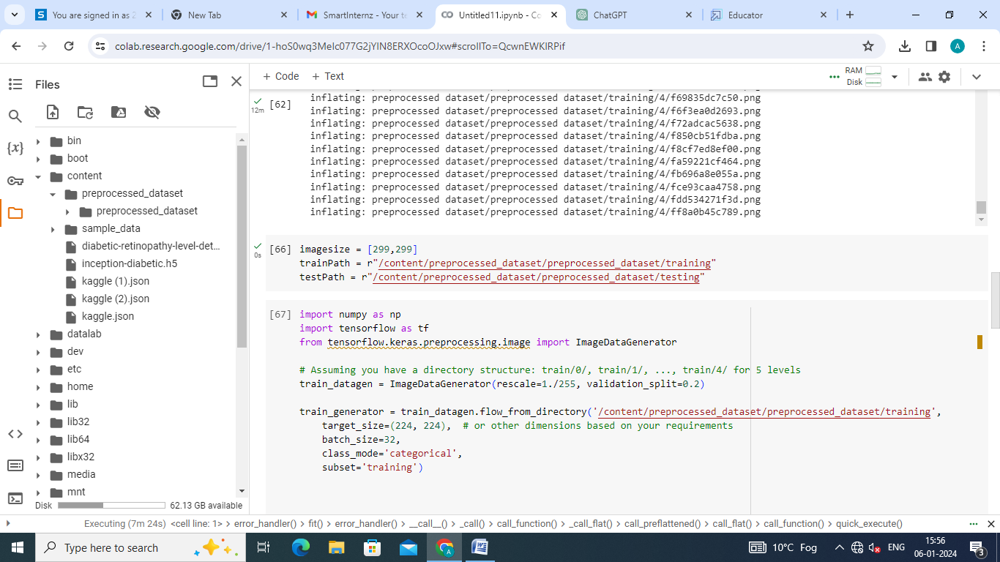 You are signed in as 2
New Tab
SmartInternz - Your te
Untitled11.ipynb - Co
ChatGPT
Educator
colab.research.google.com/drive/1-hoS0wq3MeIc077G2jYIN8ERXOcoOJxw#scrollTo=QcwnEWKlRPif
A
Files
+ Code + Text
RAM
Disk
bin
boot
content
preprocessed_dataset
preprocessed_dataset
sample_data
diabetic-retinopathy-level-det...
inception-diabetic.h5
kaggle (1).json
kaggle (2).json
kaggle.json
datalab
dev
etc
home
lib
lib32
lib64
libx32
media
mnt
Disk 62.13 GB available
12m [62]
inflating: preprocessed dataset/preprocessed dataset/training/4/f69835dc7c50.png
inflating: preprocessed dataset/preprocessed dataset/training/4/f6f3ea0d2693.png
inflating: preprocessed dataset/preprocessed dataset/training/4/f72adcac5638.png
inflating: preprocessed dataset/preprocessed dataset/training/4/f850cb51fdba.png
inflating: preprocessed dataset/preprocessed dataset/training/4/f8cf7ed8ef00.png
inflating: preprocessed dataset/preprocessed dataset/training/4/fa59221cf464.png
inflating: preprocessed dataset/preprocessed dataset/training/4/fb696a8e055a.png
inflating: preprocessed dataset/preprocessed dataset/training/4/fce93caa4758.png
inflating: preprocessed dataset/preprocessed dataset/training/4/fdd534271f3d.png
inflating: preprocessed dataset/preprocessed dataset/training/4/ff8a0b45c789.png
0s [66] imagesize = [299,299]
trainPath = r"/content/preprocessed_dataset/preprocessed_dataset/training"
testPath = r"/content/preprocessed_dataset/preprocessed_dataset/testing"
[67] import numpy as np
import tensorflow as tf
from tensorflow.keras.preprocessing.image import ImageDataGenerator
# Assuming you have a directory structure: train/0/, train/1/, ..., train/4/ for 5 levels
train_datagen = ImageDataGenerator(rescale=1./255, validation_split=0.2)
train_generator = train_datagen.flow_from_directory('/content/preprocessed_dataset/preprocessed_dataset/training',
target_size=(224, 224), # or other dimensions based on your requirements
batch_size=32,
class_mode='categorical',
subset='training')
Executing (7m 24s) <cell line: 1> > error_handler() > fit() > error_handler() > __call__() > _call() > call_function() > _call_flat() > call_preflattened() > call_flat() > call_function() > quick_execute()
Type here to search
10°C Fog
ENG
15:56
06-01-2024
3